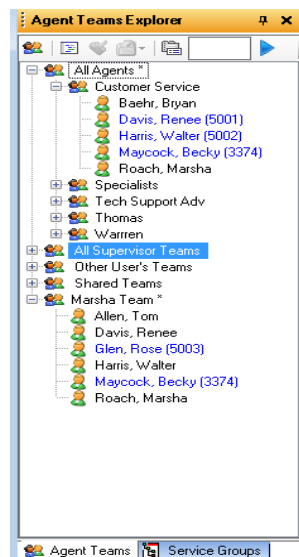 Agent Teams Explorer
All Agents *
Customer Service
Baehr, Bryan
Davis, Renee (5001)
Harris, Walter (5002)
Maycock, Becky (3374)
Roach, Marsha
Specialists
Tech Support Adv
Thomas
Warrren
All Supervisor Teams
Other User's Teams
Shared Teams
Marsha Team *
Allen, Tom
Davis, Renee
Glen, Rose (5003)
Harris, Walter
Maycock, Becky (3374)
Roach, Marsha
Agent Teams Service Groups